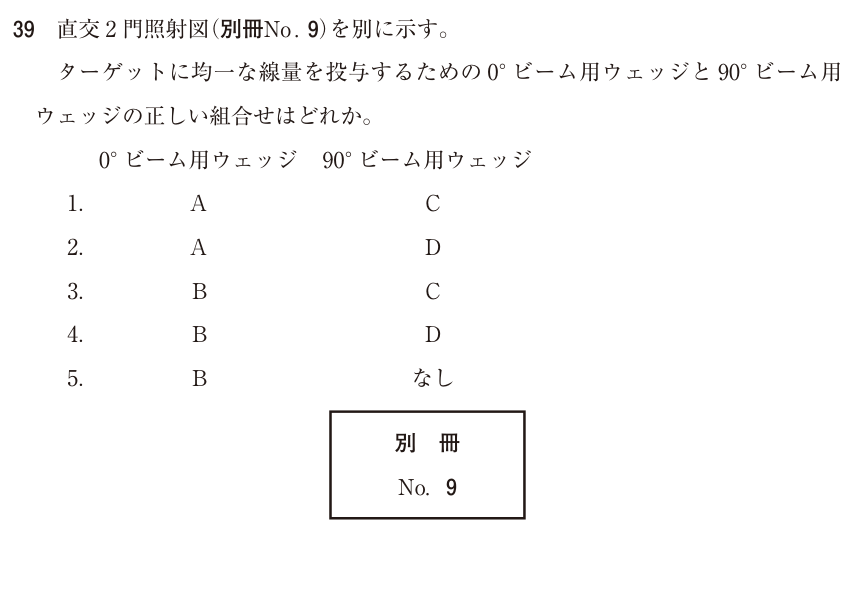 39 直交2門照射図(別冊No. 9)を別に示す。
ターゲットに均一な線量を投与するための0°ビーム用ウェッジと90°ビーム用
ウェッジの正しい組合せはどれか。
0°ビーム用ウェッジ 90°ビーム用ウェッジ
1. A C
2. A D
3. B C
4. B D
5. B なし
別 冊
No. 9